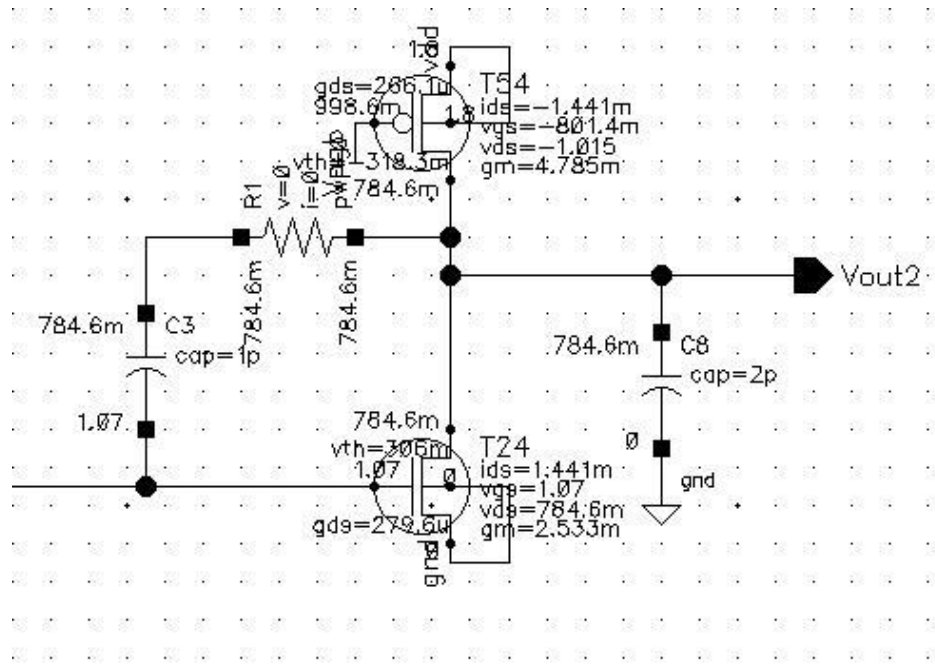 1.8
vdd
gds=266.1u
T54
998.6m
1.8
ids=-1.441m
vgs=-801.4m
vds=-1.015
gm=4.785m
vth=-318.3m
784.6m
R1
v=0
i=0
784.6m
784.6m
Vout2
784.6m
C3
cap=1p
784.6m
C8
cap=2p
1.07
0
gnd
784.6m
vth=306m
T24
1.07
0
ids=1.441m
vgs=1.07
vds=784.6m
gm=2.533m
gds=279.6u
gnd